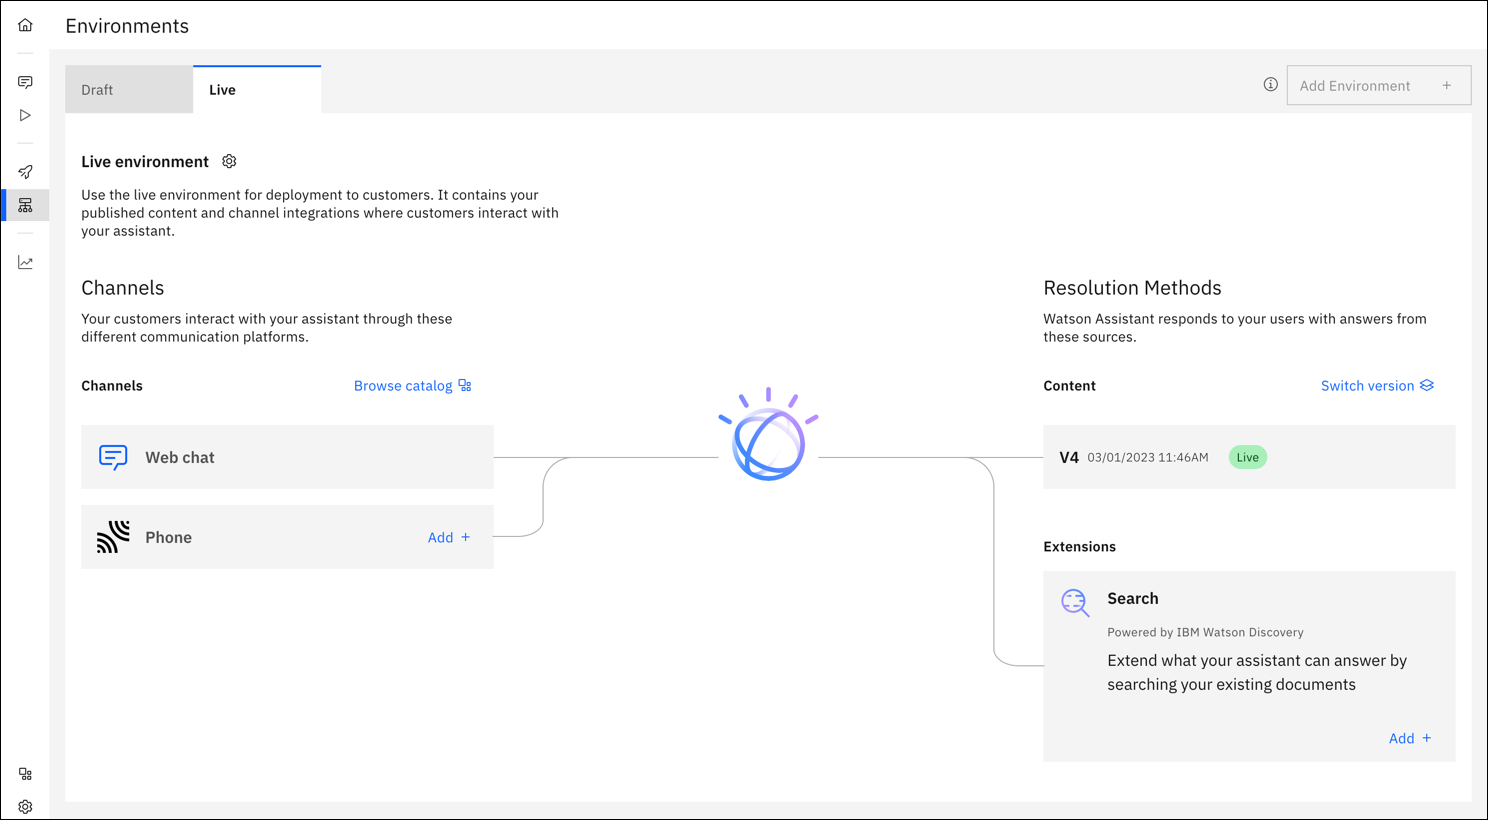 Environments
Draft
Live
Add Environment +
Live environment
Use the live environment for deployment to customers. It contains your
published content and channel integrations where customers interact with
your assistant.
Channels
Your customers interact with your assistant through these
different communication platforms.
Channels
Browse catalog
Web chat
Phone
Add +
Resolution Methods
Watson Assistant responds to your users with answers from
these sources.
Content
Switch version
V4 03/01/2023 11:46AM Live
Extensions
Search
Powered by IBM Watson Discovery
Extend what your assistant can answer by
searching your existing documents
Add +